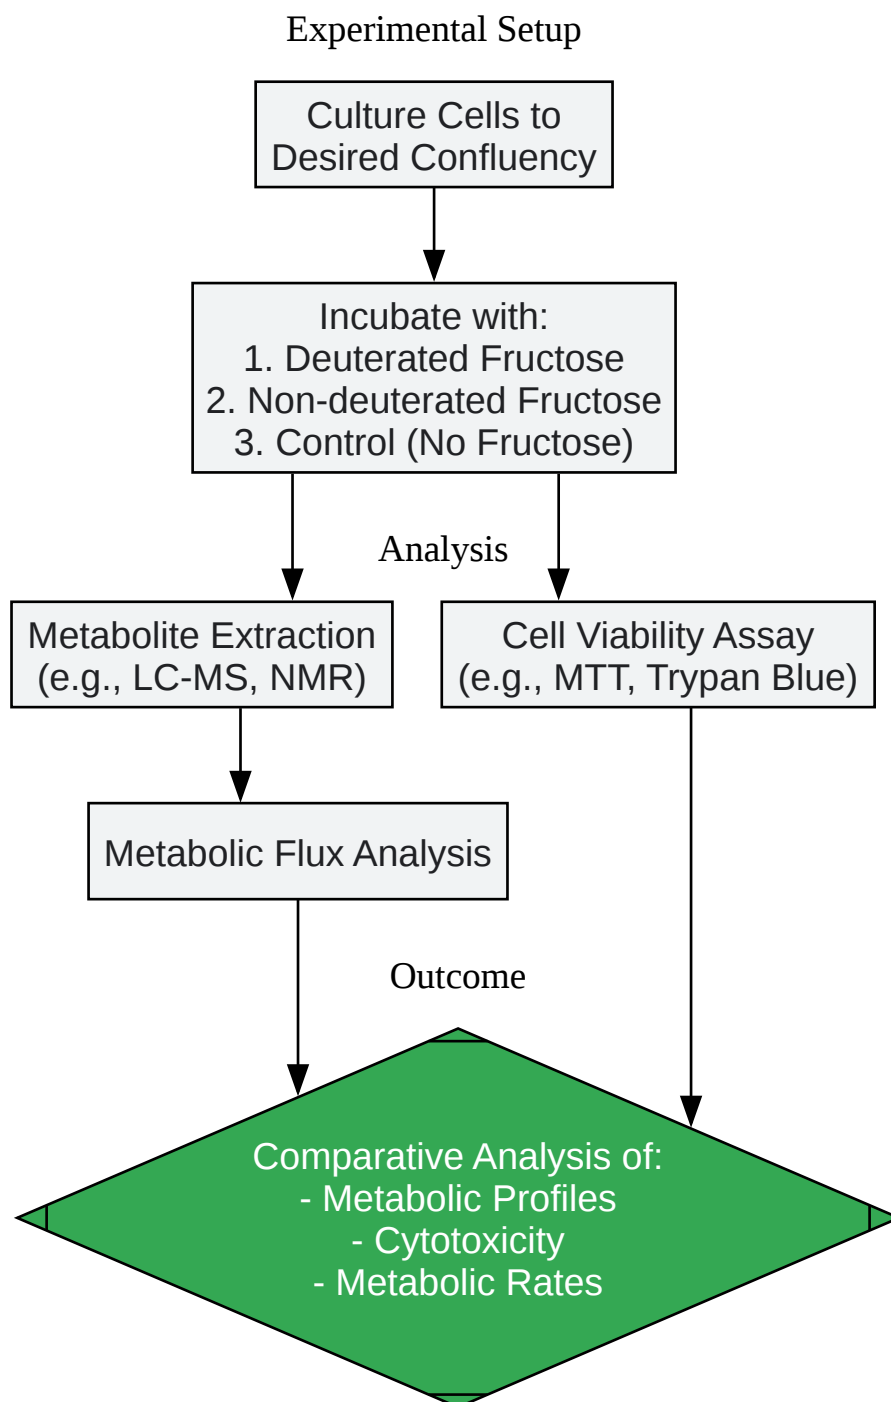 Experimental Setup
Culture Cells to
Desired Confluency
Incubate with:
1. Deuterated Fructose
2. Non-deuterated Fructose
3. Control (No Fructose)
Analysis
Metabolite Extraction
(e.g., LC-MS, NMR)
Cell Viability Assay
(e.g., MTT, Trypan Blue)
Metabolic Flux Analysis
Outcome
Comparative Analysis of:
- Metabolic Profiles
- Cytotoxicity
- Metabolic Rates